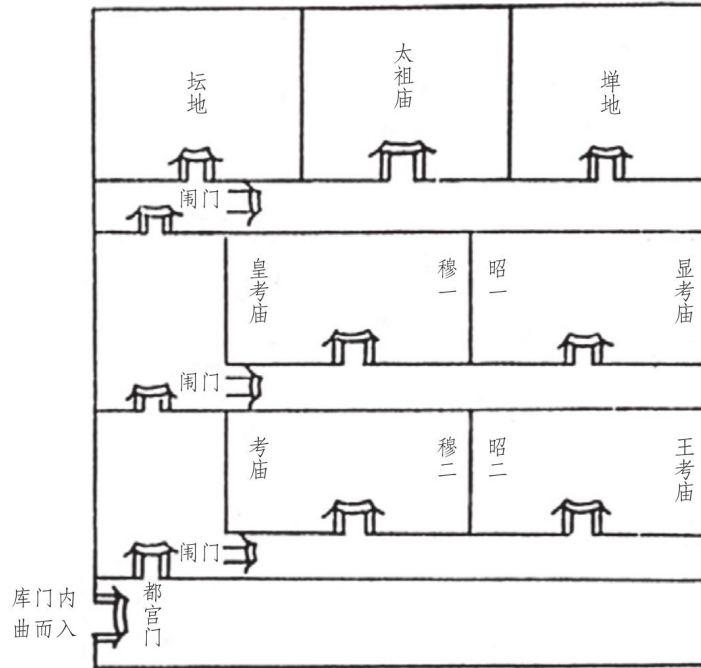 坛地
太祖庙
墠地
闱门
皇考庙
穆一
昭一
显考庙
闱门
考庙
穆二
昭二
王考庙
闱门
都宫门
库门内
曲而入